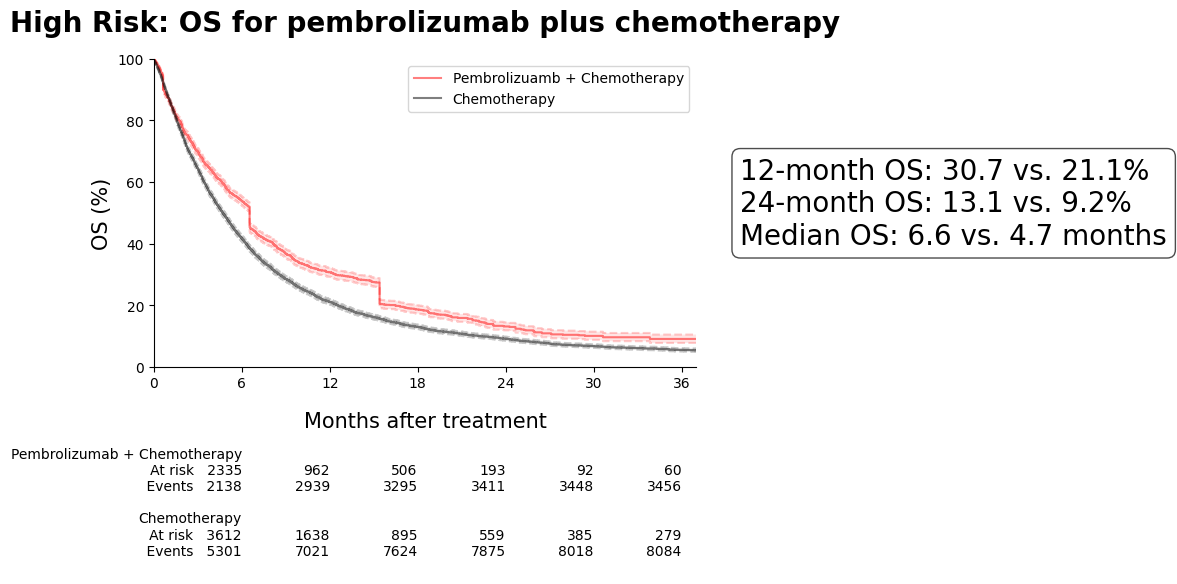 High Risk: OS for pembrolizumab plus chemotherapy
100
80
60
40
20
0
OS (%)
Pembrolizuamb + Chemotherapy
Chemotherapy
12-month OS: 30.7 vs. 21.1%
24-month OS: 13.1 vs. 9.2%
Median OS: 6.6 vs. 4.7 months
0 6 12 18 24 30 36
Months after treatment
Pembrolizumab + Chemotherapy
At risk 2335 962 506 193 92 60
Events 2138 2939 3295 3411 3448 3456
Chemotherapy
At risk 3612 1638 895 559 385 279
Events 5301 7021 7624 7875 8018 8084